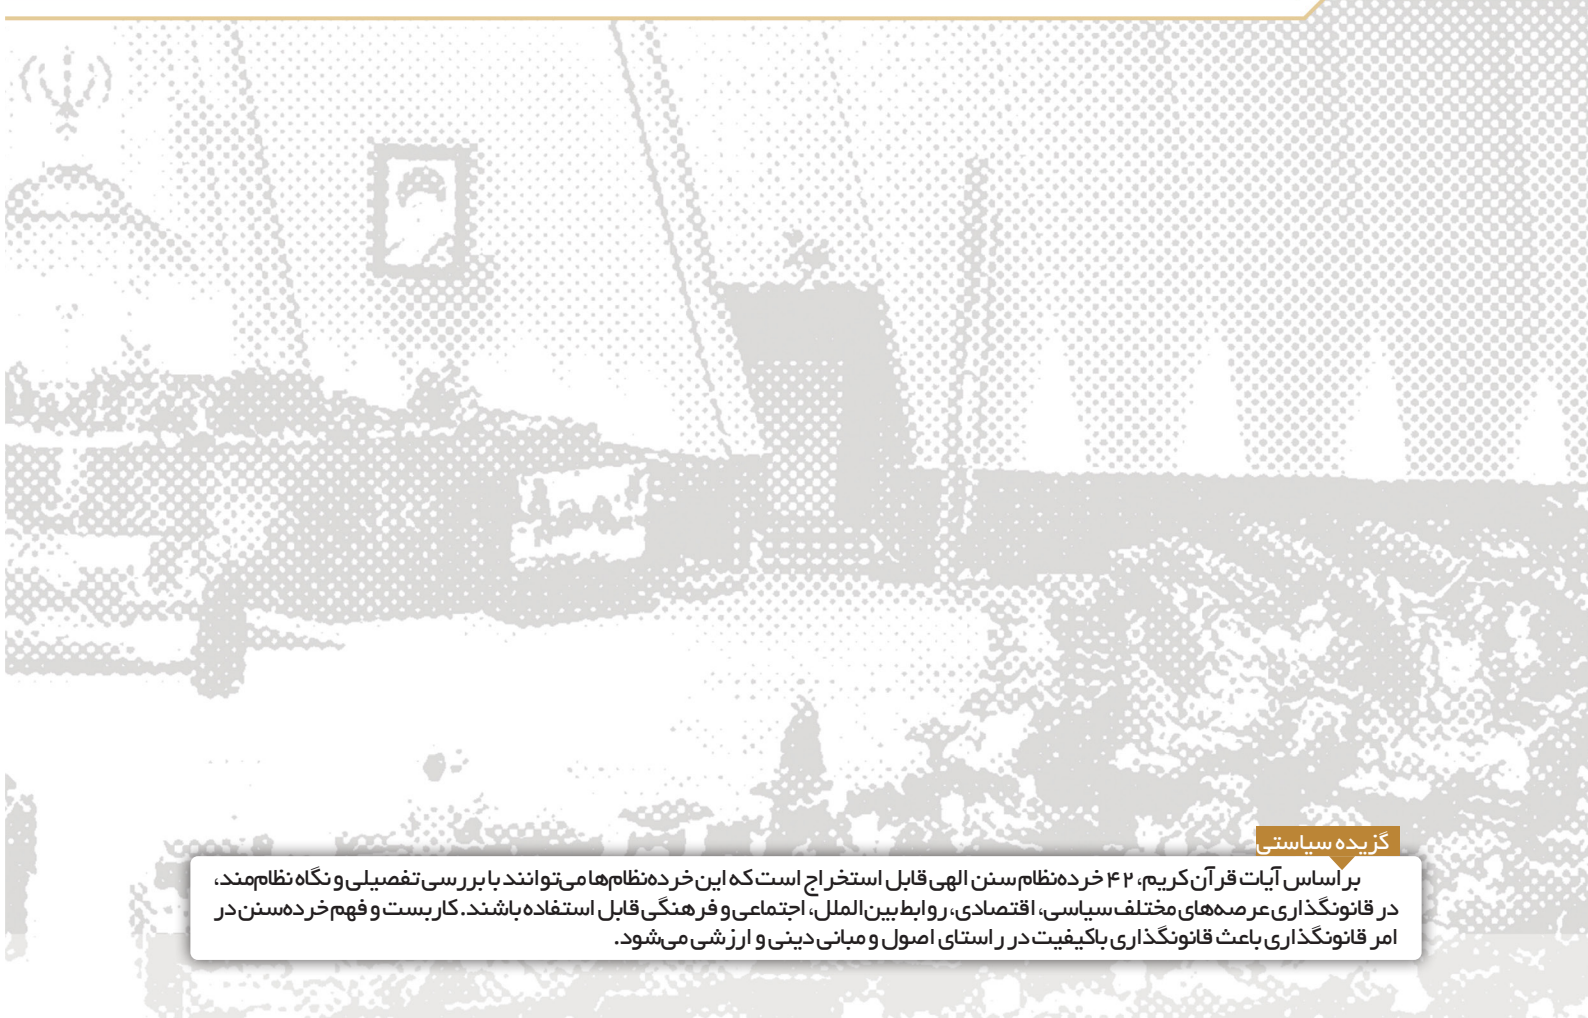 گزیده سیاستی
بر اساس آیات قرآن کریم، ۴۲ خرده‌نظام سنن الهی قابل استخراج است که این خرده‌نظام‌ها می‌توانند با بررسی تفصیلی و نگاه نظام‌مند،
در قانونگذاری عرصه‌های مختلف سیاسی، اقتصادی، روابط بین‌الملل، اجتماعی و فرهنگی قابل استفاده باشند. کاربست و فهم خرده‌سنن در
امر قانونگذاری باعث قانونگذاری باکیفیت در راستای اصول و مبانی دینی و ارزشی می‌شود.